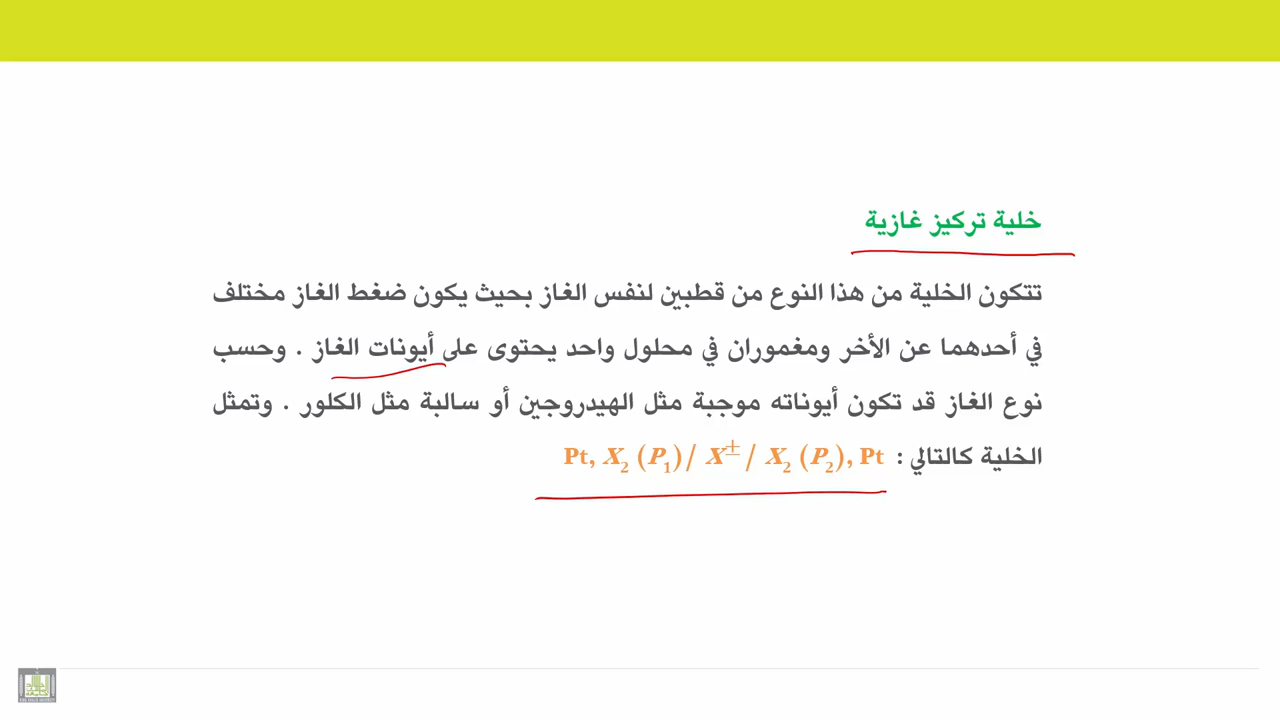 خلية تركيز غازية
تتكون الخلية من هذا النوع من قطبين لنفس الغاز بحيث يكون ضغط الغاز مختلف
في أحدهما عن الأخر ومغموران في محلول واحد يحتوى على أيونات الغاز . وحسب
نوع الغاز قد تكون أيوناته موجبة مثل الهيدروجين أو سالبة مثل الكلور . وتمثل
الخلية كالتالي : Pt, X₂ (P₁)/ X± / X₂ (P₂), Pt